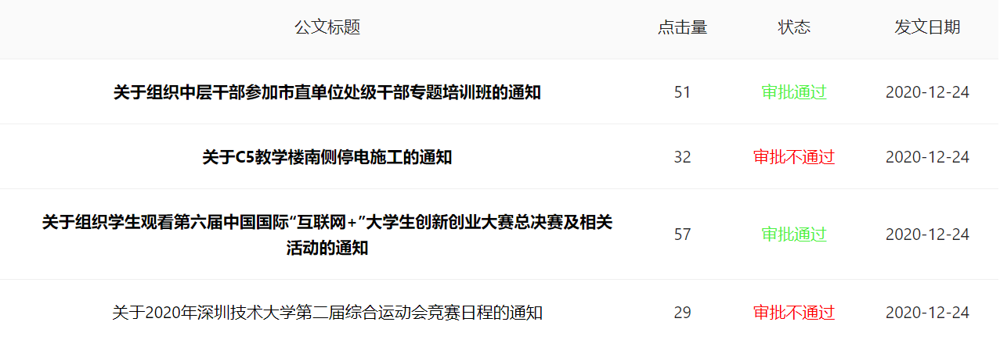 公文标题 点击量 状态 发文日期
关于组织中层干部参加市直单位处级干部专题培训班的通知 51 审批通过 2020-12-24
关于C5教学楼南侧停电施工的通知 32 审批不通过 2020-12-24
关于组织学生观看第六届中国国际“互联网+”大学生创新创业大赛总决赛及相关
活动的通知 57 审批通过 2020-12-24
关于2020年深圳技术大学第二届综合运动会竞赛日程的通知 29 审批不通过 2020-12-24